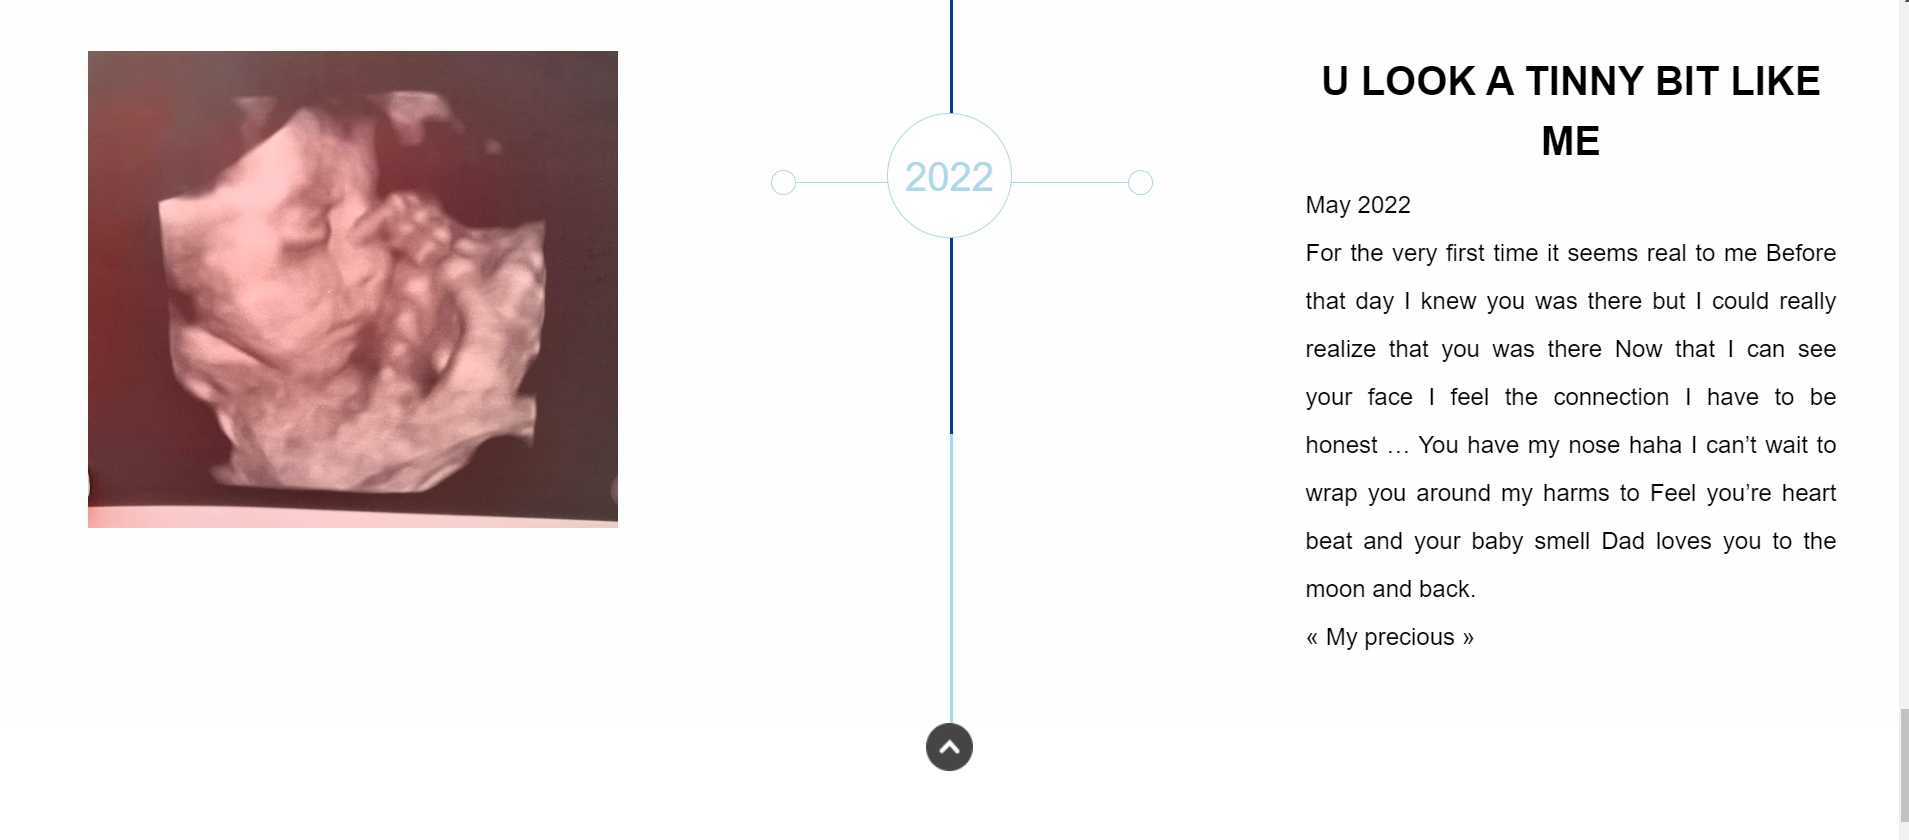 2022
U LOOK A TINNY BIT LIKE
ME
May 2022
For the very first time it seems real to me Before
that day I knew you was there but I could really
realize that you was there Now that I can see
your face I feel the connection I have to be
honest … You have my nose haha I can’t wait to
wrap you around my harms to Feel you’re heart
beat and your baby smell Dad loves you to the
moon and back.
« My precious »